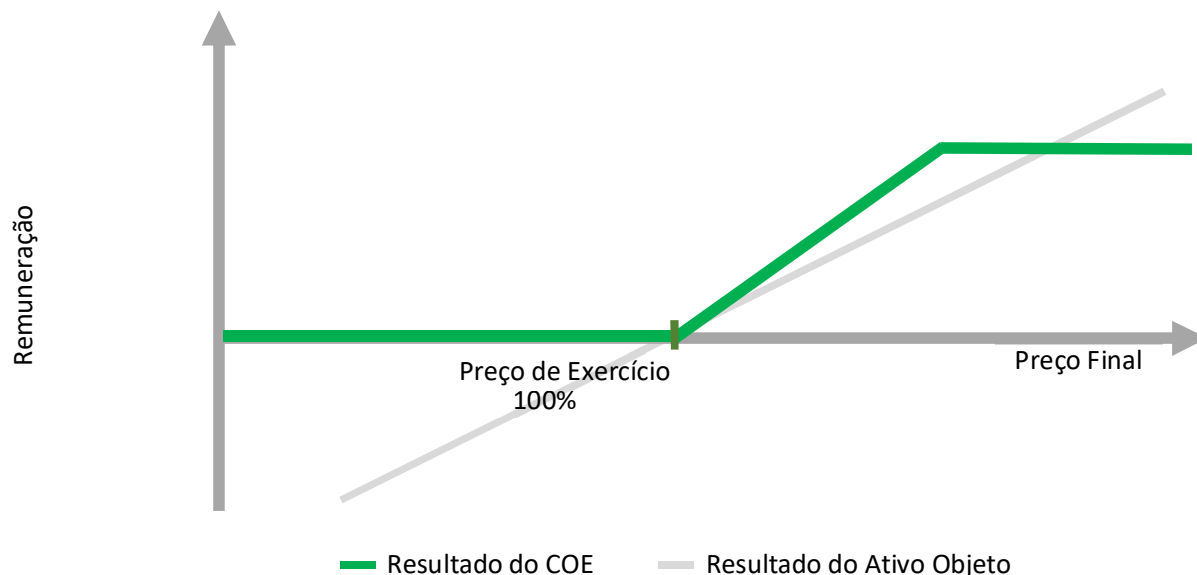 Remuneração
Preço de Exercício
100%
Preço Final
Resultado do COE
Resultado do Ativo Objeto